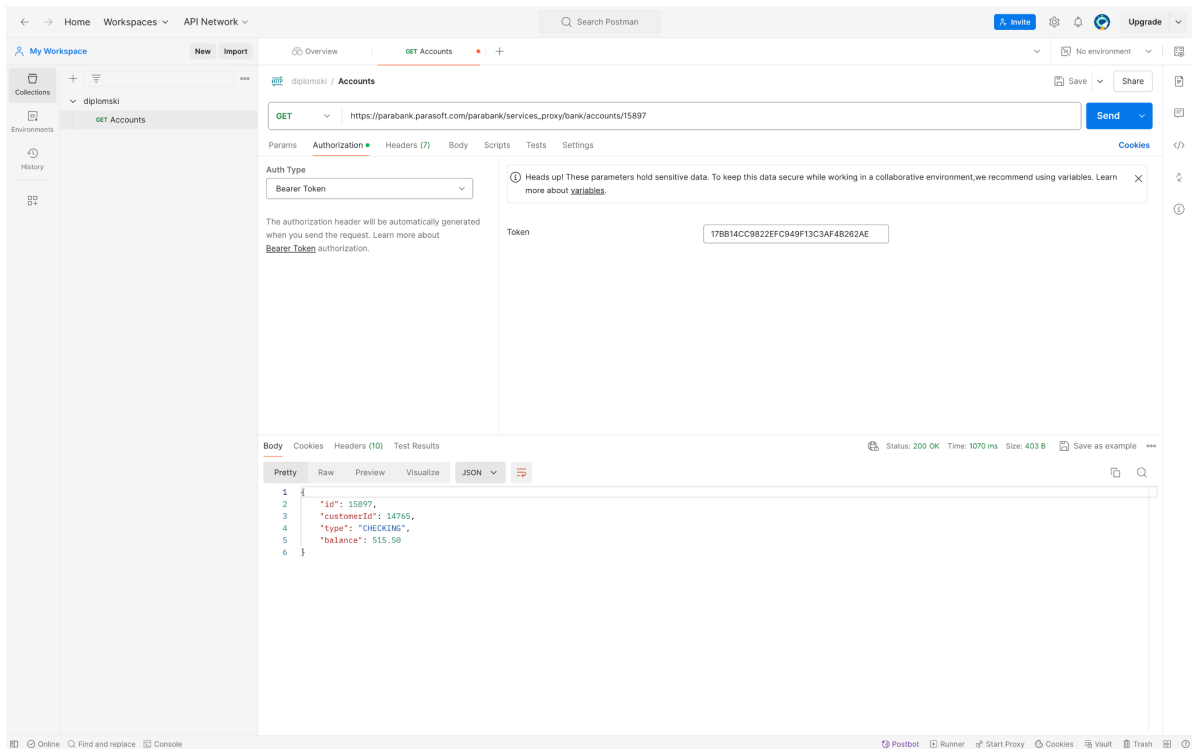 Home Workspaces API Network Search Postman Invite Upgrade
My Workspace New Import Overview GET Accounts No environment
Collections
Environments
History
diplomski
GET Accounts
HTTP diplomski / Accounts Save Share
GET https://parabank.parasoft.com/parabank/services_proxy/bank/accounts/15897 Send
Params Authorization Headers (7) Body Scripts Tests Settings Cookies
Auth Type
Bearer Token
The authorization header will be automatically generated
when you send the request. Learn more about
Bearer Token authorization.
Heads up! These parameters hold sensitive data. To keep this data secure while working in a collaborative environment,we recommend using variables. Learn
more about variables.
Token 17BB14CC9822EFC949F13C3AF4B262AE
Body Cookies Headers (10) Test Results Status: 200 OK Time: 1070 ms Size: 403 B Save as example
Pretty Raw Preview Visualize JSON
1 {
2 "id": 15897,
3 "customerId": 14765,
4 "type": "CHECKING",
5 "balance": 515.50
6 }
Online Find and replace Console Postbot Runner Start Proxy Cookies Vault Trash